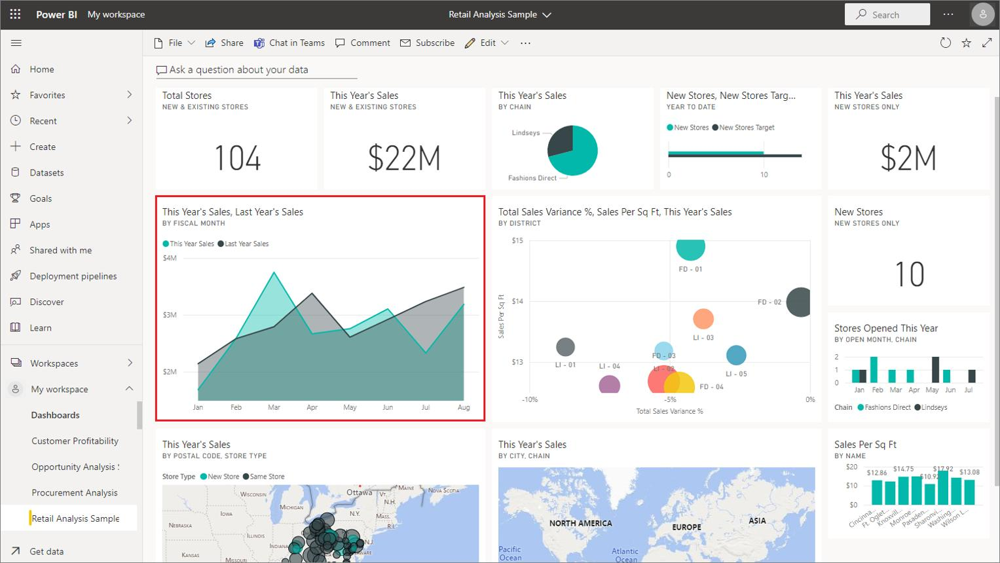 Power BI My workspace
Retail Analysis Sample
Search
File Share Chat in Teams Comment Subscribe Edit
Home
Favorites
Recent
Create
Datasets
Goals
Apps
Shared with me
Deployment pipelines
Discover
Learn
Workspaces
My workspace
Dashboards
Customer Profitability
Opportunity Analysis
Procurement Analysis
Retail Analysis Sample
Get data
Ask a question about your data
Total Stores
NEW & EXISTING STORES
104
This Year's Sales
NEW & EXISTING STORES
$22M
This Year's Sales
BY CHAIN
Lindseys
Fashions Direct
New Stores, New Stores Targ...
YEAR TO DATE
New Stores New Stores Target
0 10
This Year's Sales
NEW STORES ONLY
$2M
This Year's Sales, Last Year's Sales
BY FISCAL MONTH
This Year Sales Last Year Sales
$4M
$3M
$2M
Jan Feb Mar Apr May Jun Jul Aug
Total Sales Variance %, Sales Per Sq Ft, This Year's Sales
BY DISTRICT
$15
$14
$13
Sales Per Sq Ft
FD - 01
FD - 02
LI - 03
LI - 01
FD - 03
LI - 04
LI - 02
LI - 05
FD - 04
-10% -5% 0%
Total Sales Variance %
New Stores
NEW STORES ONLY
10
Stores Opened This Year
BY OPEN MONTH, CHAIN
2
1
0
Jan Feb Mar Apr May Jun Jul
Chain Fashions Direct Lindseys
This Year's Sales
BY POSTAL CODE, STORE TYPE
Store Type New Store Same Store
Ottawa
MAINE
NOVA SCOTIA
WISCONSIN
VT.
N.H.
MICHIGAN
N.Y.
MASS.
R.I.
IOWA
NEBRASKA
ILLINOIS
INDIANA
N.J.
KANSAS
MISSOURI
This Year's Sales
BY CITY, CHAIN
NORTH AMERICA
EUROPE
ASIA
Pacific
Ocean
Atlantic
Ocean
Sales Per Sq Ft
BY NAME
$20
$10
$0
$12.86 $14.75 $10.92 $17.92 $13.08
Cincinna... Ft. Oglet... Knoxvill... Monroe... Pasaden... Sharonvi... Washing... Wilson L...